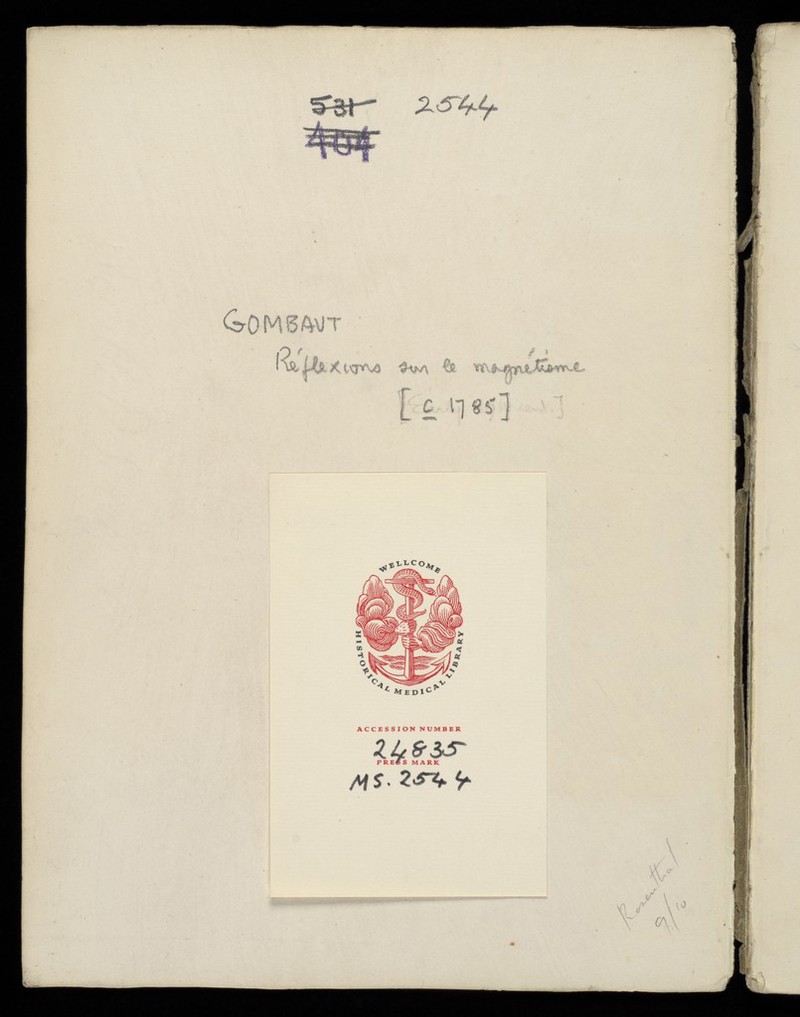 531 2544
404
GOMBAUT
Réflexions sur le magnétisme
[c 1785]
WELLCOME
HISTORICAL MEDICAL LIBRARY
ACCESSION NUMBER
24835
PRESS MARK
MS. 2544
Rosenthal
9/10